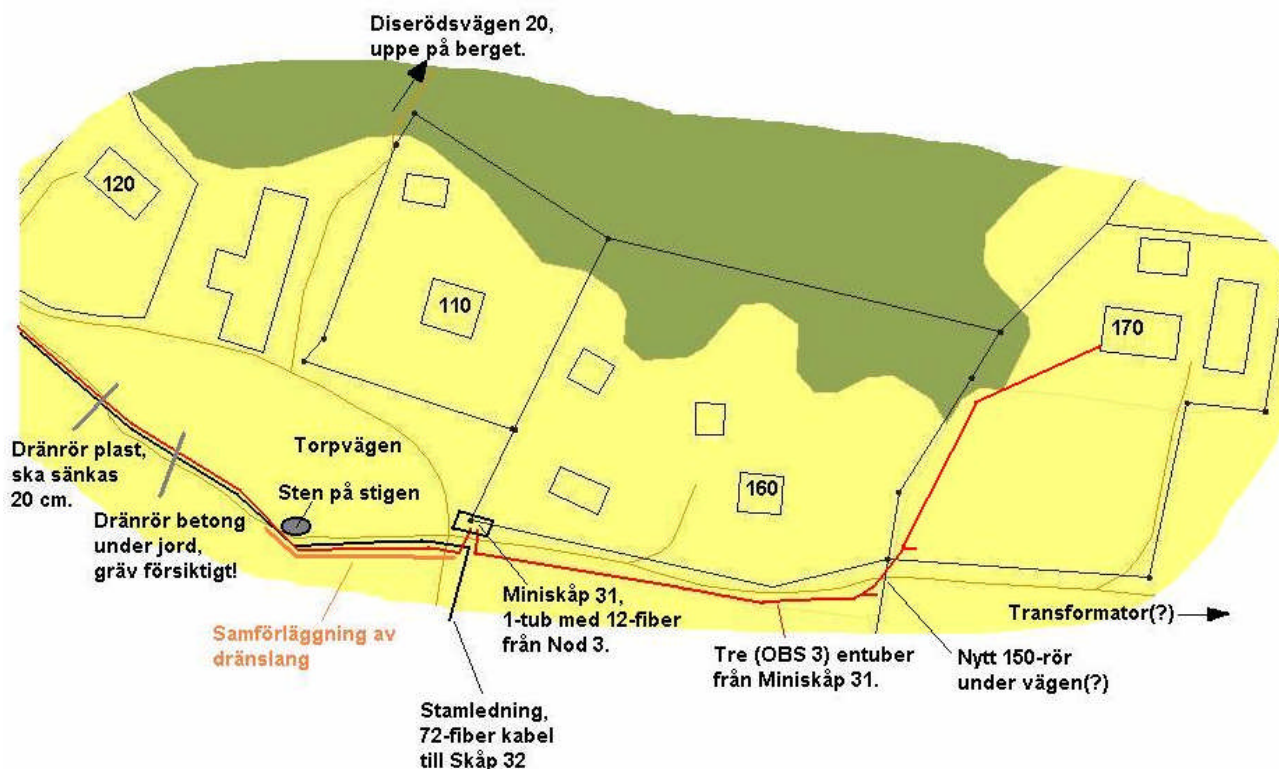 Diserödsvägen 20,
uppe på berget.
120
110
170
Dränrör plast,
ska sänkas
20 cm.
Torpvägen
Sten på stigen
160
Dränrör betong
under jord,
gräv försiktigt!
Miniskåp 31,
1-tub med 12-fiber
från Nod 3.
Transformator(?)
Samförläggning av
dränslang
Tre (OBS 3) entuber
från Miniskåp 31.
Nytt 150-rör
under vägen(?)
Stamledning,
72-fiber kabel
till Skåp 32